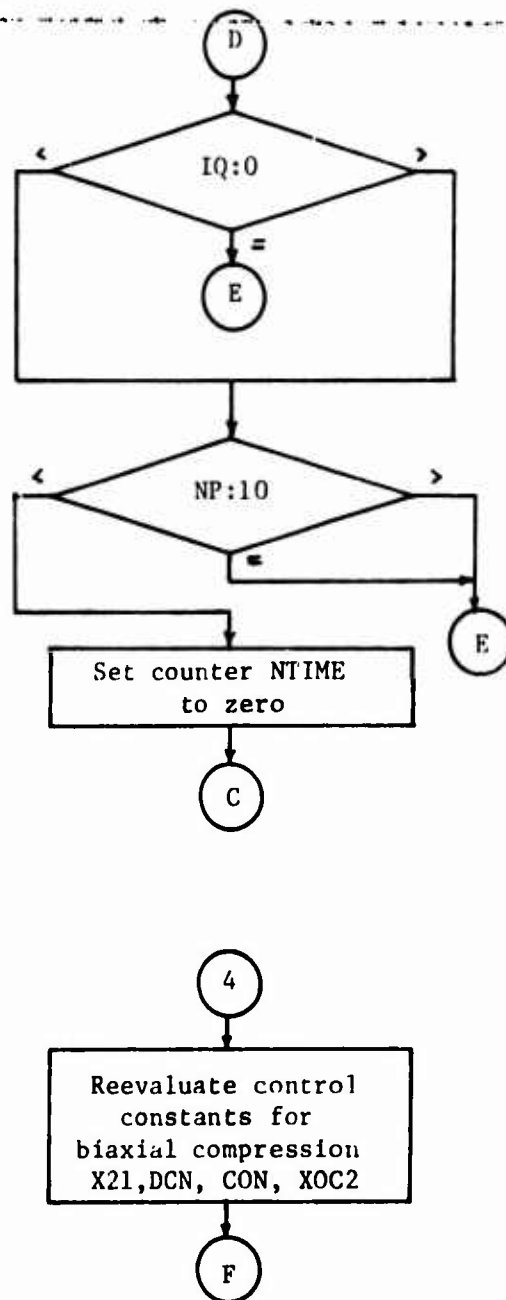 D
< >
IQ:0
=
E
< >
NP:10
=
E
Set counter NTIME
to zero
C
4
Reevaluate control
constants for
biaxial compression
X21,DCN, CON, XOC2
F